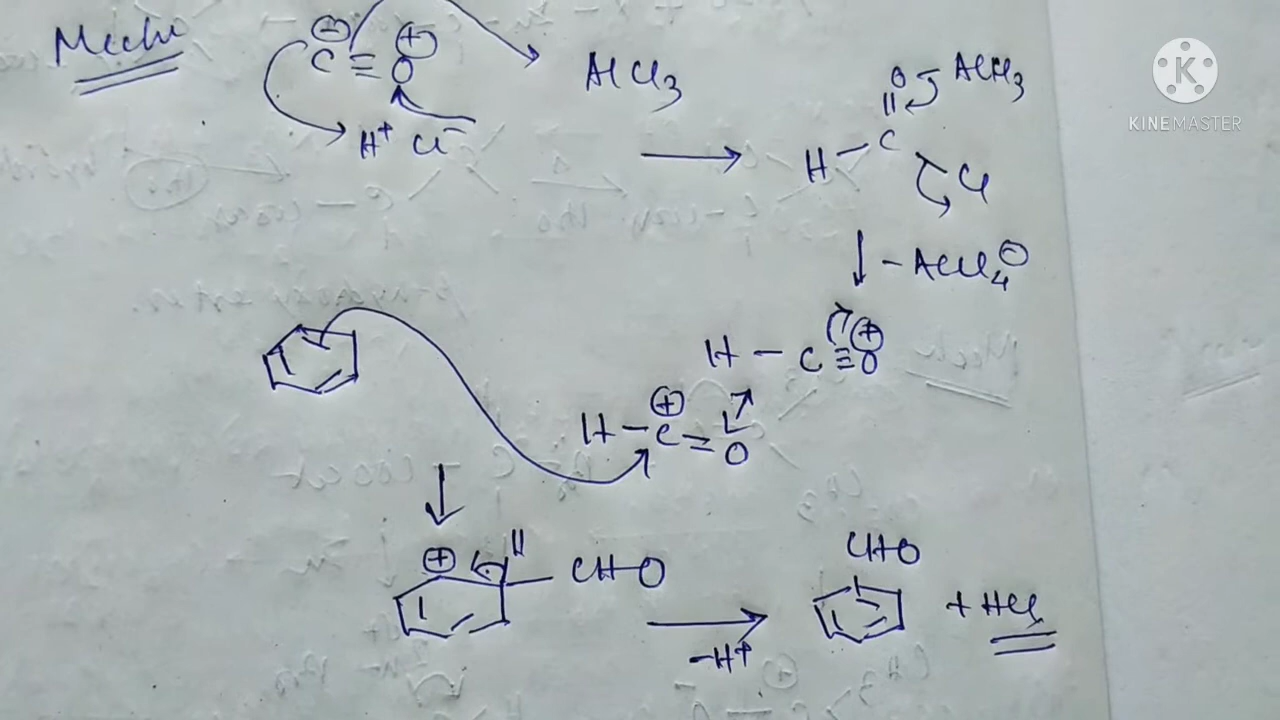 Mech
⊖ ⊕
C ≡ O
AlCl3
H+ Cl-
O
AlCl3
||
H - C
Cl
- AlCl4 ⊖
H - C ≡ O ⊕
⊕
H - C = O
⊕
H
CHO
-H+
CHO
+ HCl
K
KINEMASTER